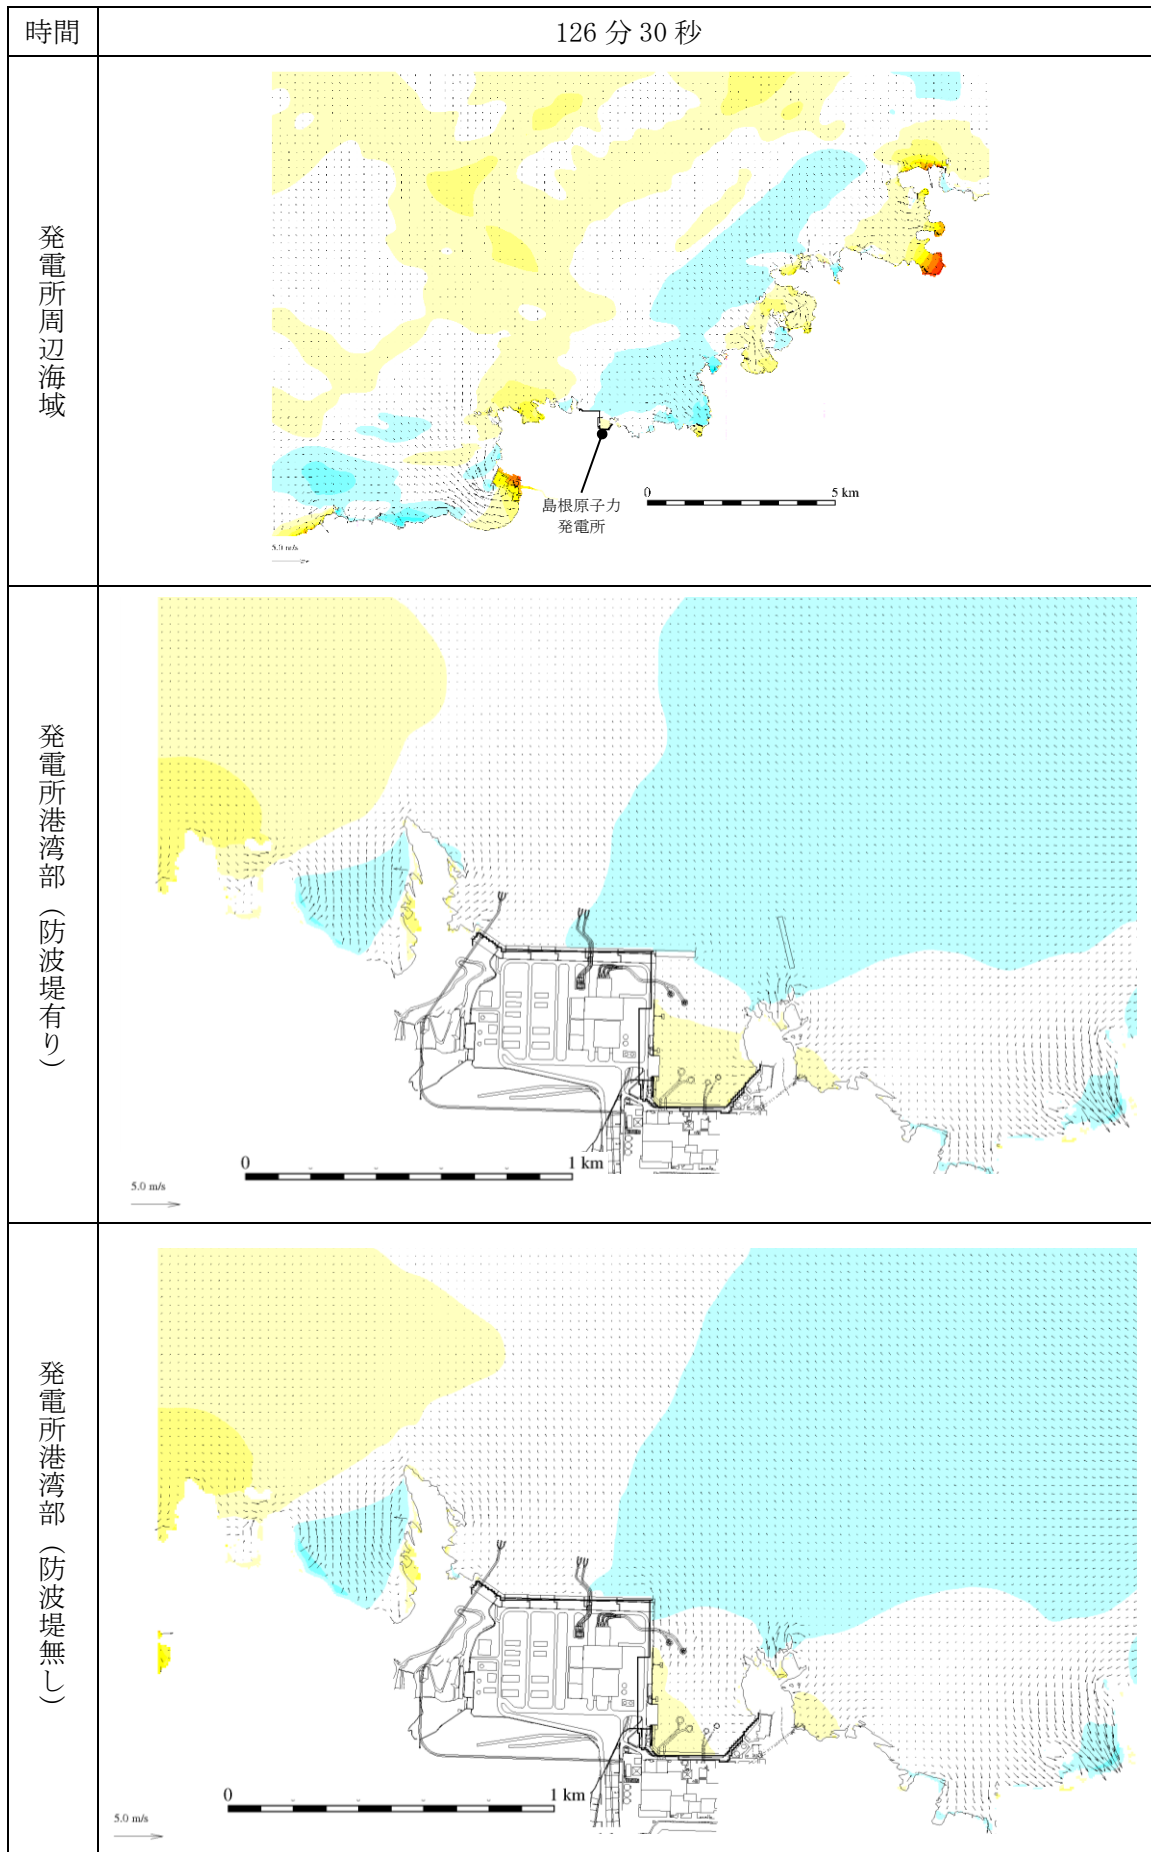 時間
126 分 30 秒
発電所周辺海域
島根原子力
発電所
0
5 km
5.0 m/s
発電所港湾部（防波堤有り）
0
1 km
5.0 m/s
発電所港湾部（防波堤無し）
0
1 km
5.0 m/s